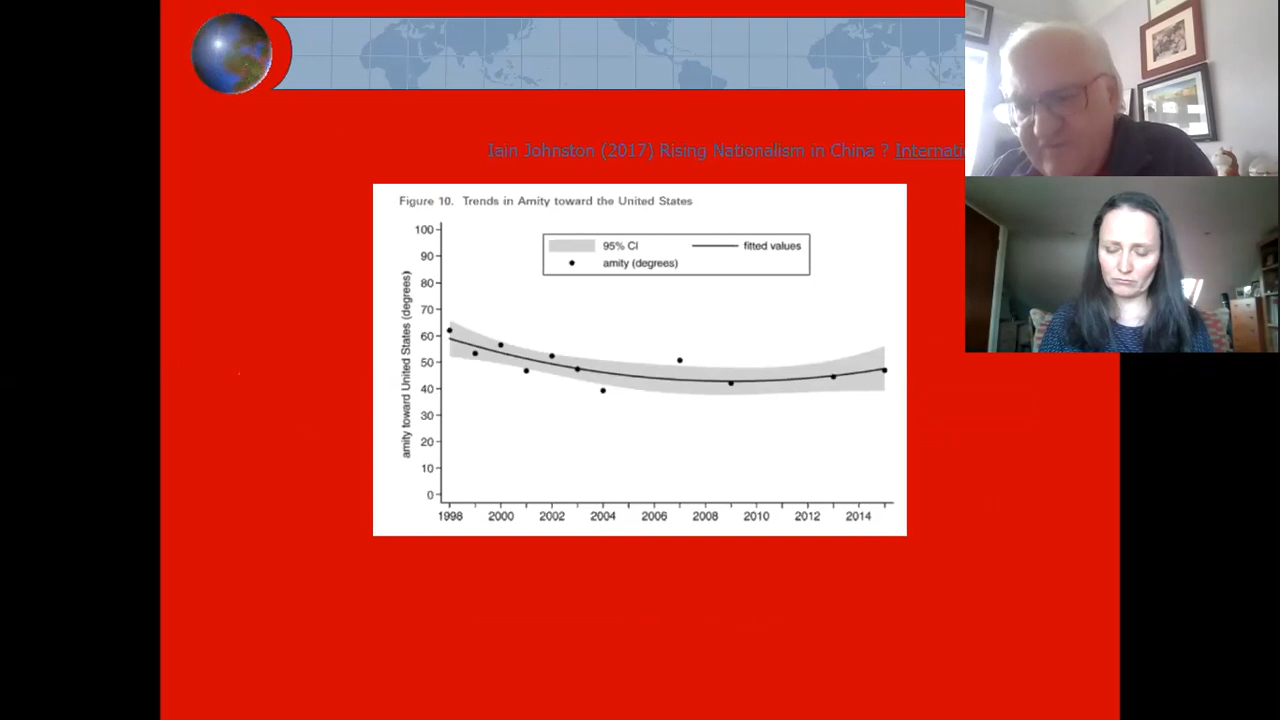 Iain Johnston (2017) Rising Nationalism in China ? Internati
Figure 10. Trends in Amity toward the United States
95% CI
fitted values
amity (degrees)
amity toward United States (degrees)
100
90
80
70
60
50
40
30
20
10
0
1998 2000 2002 2004 2006 2008 2010 2012 2014